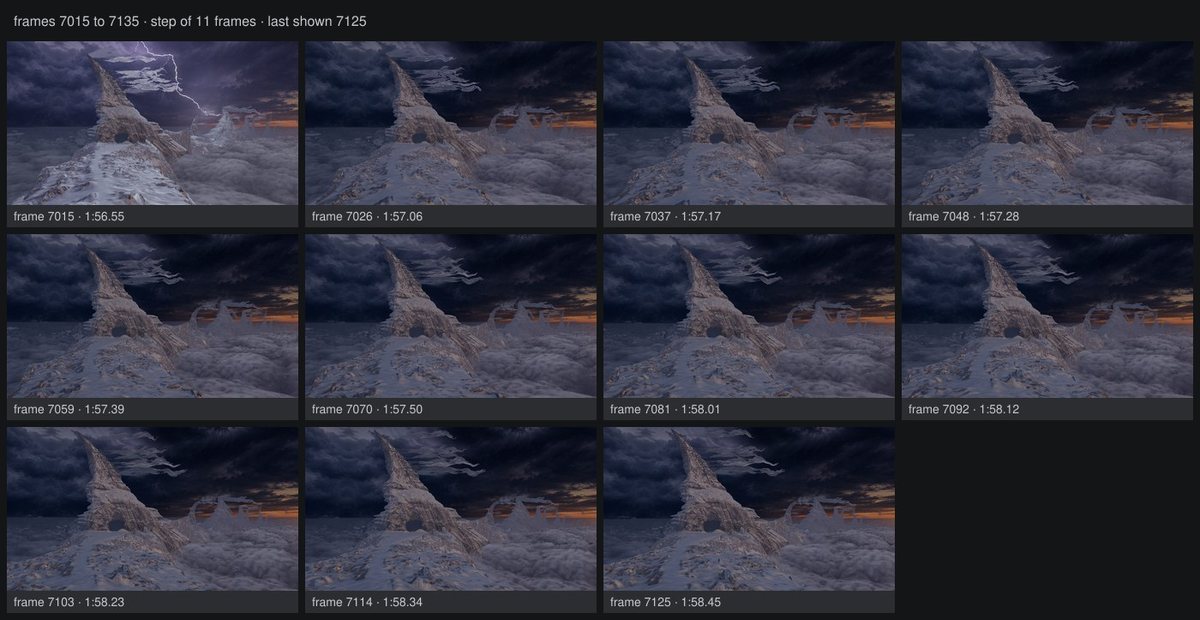 frames 7015 to 7135 · step of 11 frames · last shown 7125
frame 7015 · 1:56.55
frame 7026 · 1:57.06
frame 7037 · 1:57.17
frame 7048 · 1:57.28
frame 7059 · 1:57.39
frame 7070 · 1:57.50
frame 7081 · 1:58.01
frame 7092 · 1:58.12
frame 7103 · 1:58.23
frame 7114 · 1:58.34
frame 7125 · 1:58.45